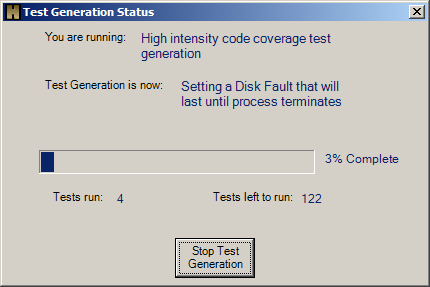 Test Generation Status
You are running: High intensity code coverage test
generation
Test Generation is now: Setting a Disk Fault that will
last until process terminates
3% Complete
Tests run: 4 Tests left to run: 122
Stop Test
Generation